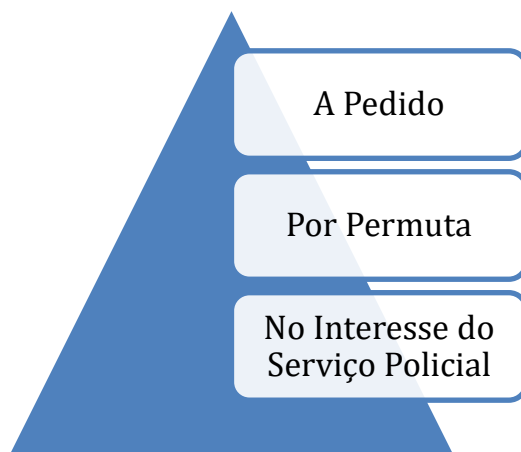 A Pedido
Por Permuta
No Interesse do
Serviço Policial